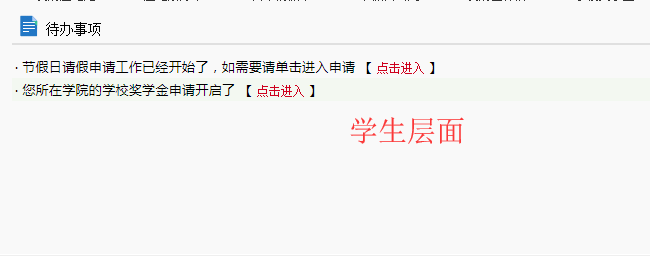 待办事项
· 节假日请假申请工作已经开始了，如需要请单击进入申请 【 点击进入 】
· 您所在学院的学校奖学金申请开启了 【 点击进入 】
学生层面